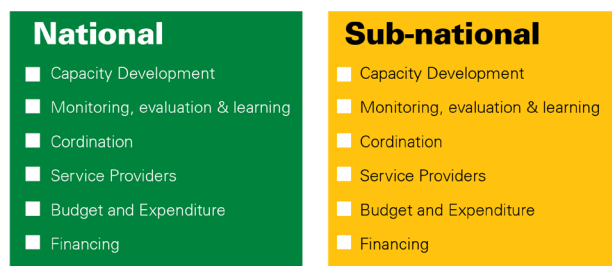 National
Capacity Development
Monitoring, evaluation & learning
Cordination
Service Providers
Budget and Expenditure
Financing
Sub-national
Capacity Development
Monitoring, evaluation & learning
Cordination
Service Providers
Budget and Expenditure
Financing